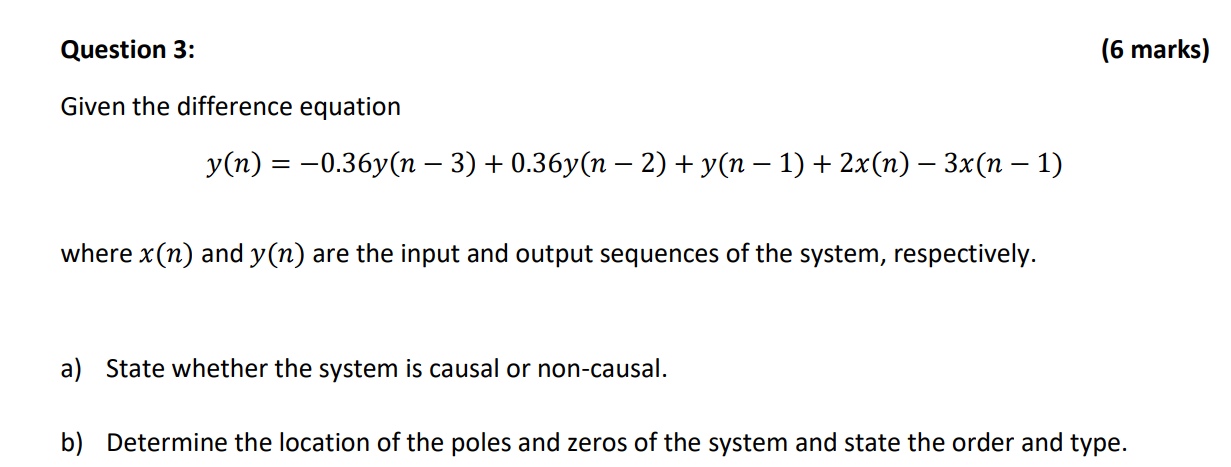 Question 3: (6 marks)
Given the difference equation
y(n) = −0.36y(n − 3) + 0.36y(n − 2) + y(n − 1) + 2x(n) − 3x(n − 1)
where x(n) and y(n) are the input and output sequences of the system, respectively.
a) State whether the system is causal or non-causal.
b) Determine the location of the poles and zeros of the system and state the order and type.